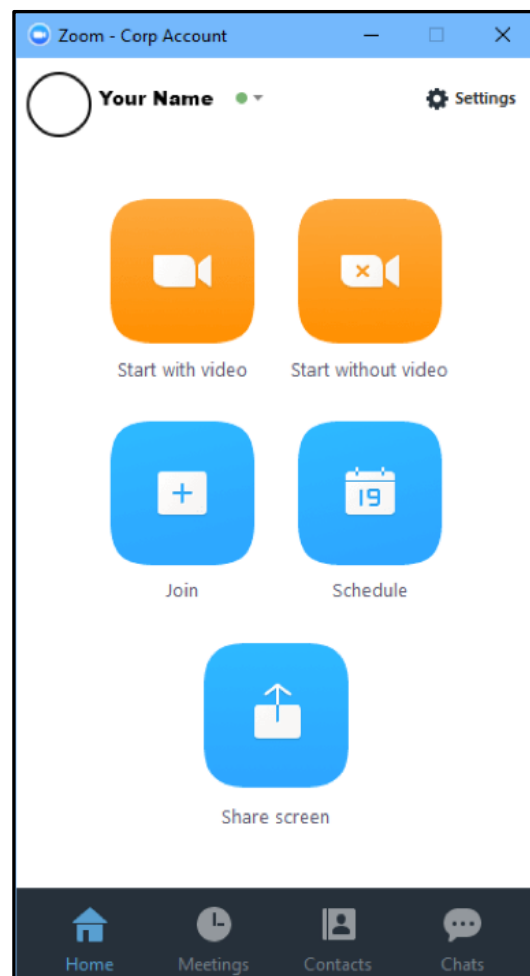 Zoom - Corp Account
Your Name
Settings
Start with video
Start without video
19
Join
Schedule
Share screen
Home
Meetings
Contacts
Chats